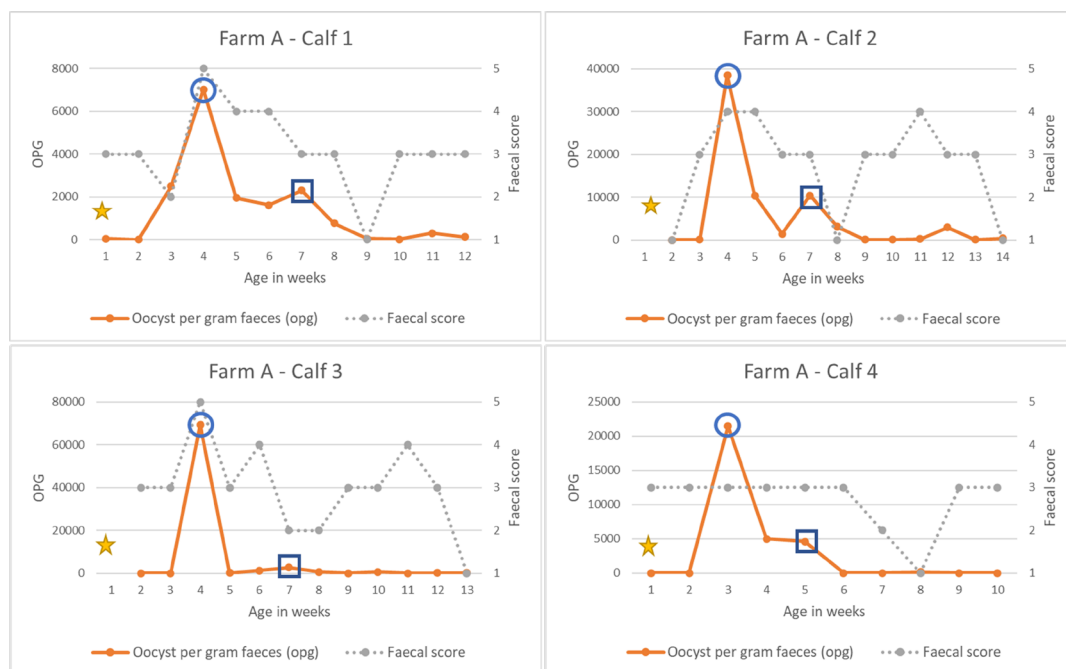 Farm A - Calf 1
8000
6000
4000
2000
0
OPG
5
4
3
2
1
Faecal score
1 2 3 4 5 6 7 8 9 10 11 12
Age in weeks
Oocyst per gram faeces (opg) Faecal score
Farm A - Calf 2
40000
30000
20000
10000
0
OPG
5
4
3
2
1
Faecal score
1 2 3 4 5 6 7 8 9 10 11 12 13 14
Age in weeks
Oocyst per gram faeces (opg) Faecal score
Farm A - Calf 3
80000
60000
40000
20000
0
OPG
5
4
3
2
1
Faecal score
1 2 3 4 5 6 7 8 9 10 11 12 13
Age in weeks
Oocyst per gram faeces (opg) Faecal score
Farm A - Calf 4
25000
20000
15000
10000
5000
0
OPG
5
4
3
2
1
Faecal score
1 2 3 4 5 6 7 8 9 10
Age in weeks
Oocyst per gram faeces (opg) Faecal score